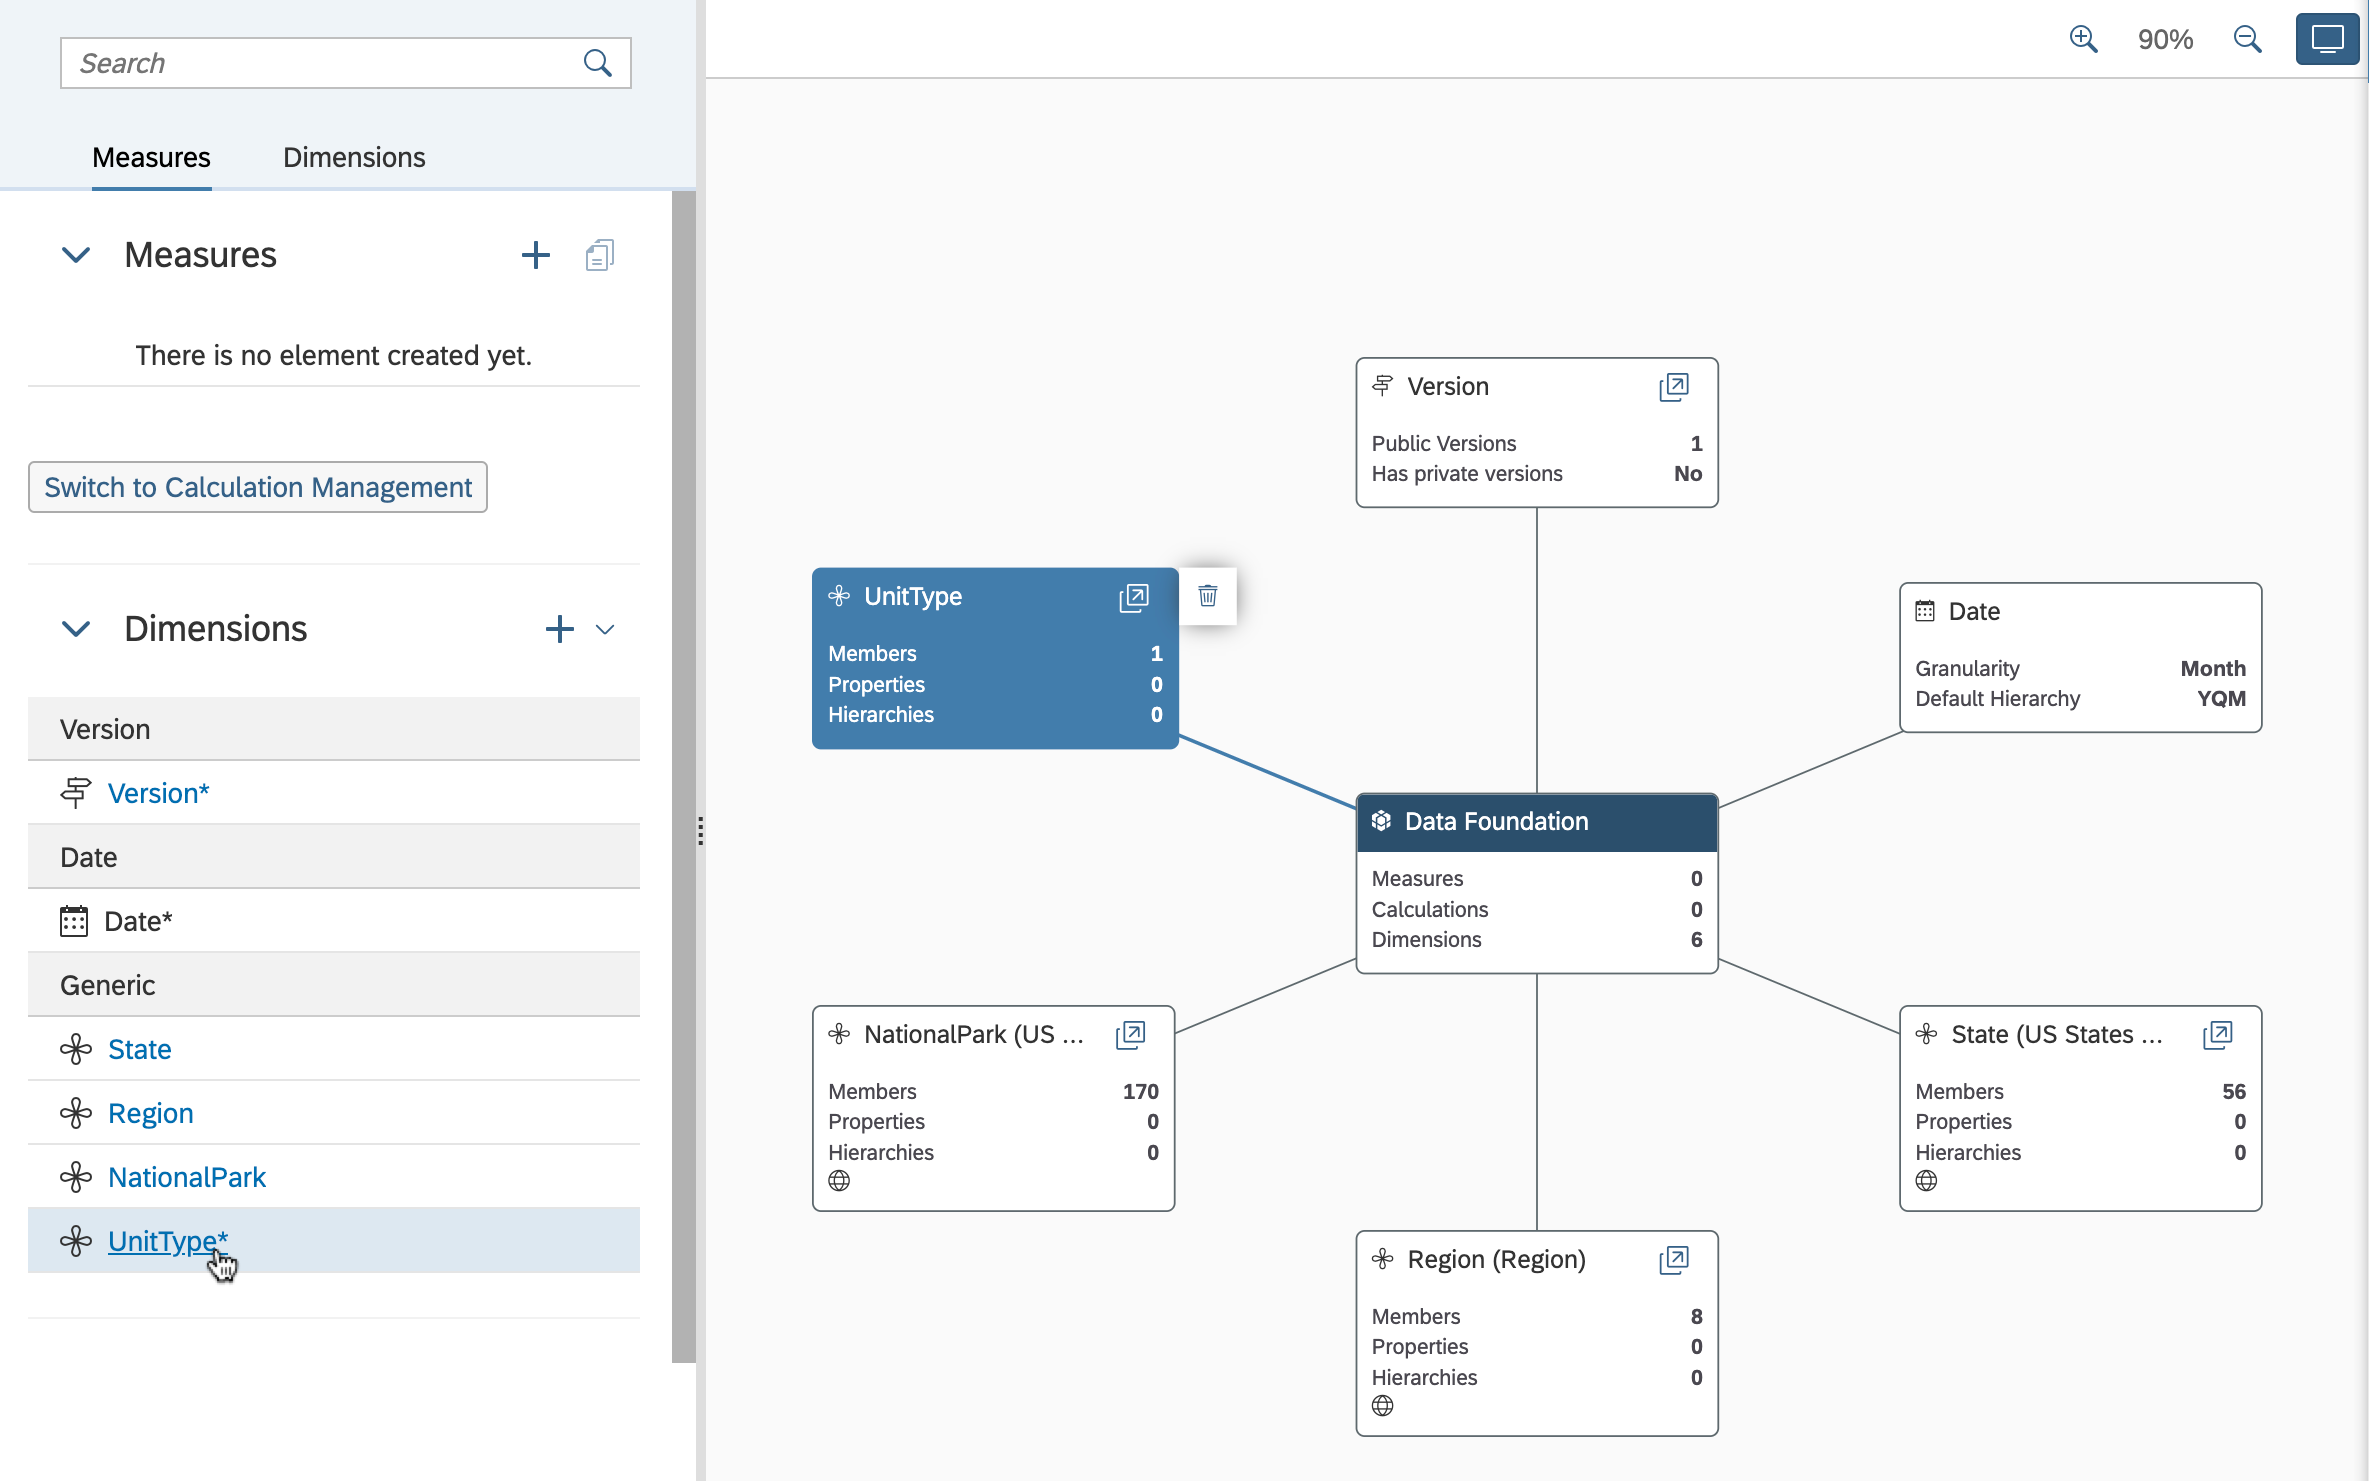 Search
Measures
Dimensions
Measures
There is no element created yet.
Switch to Calculation Management
Dimensions
Version
Version*
Date
Date*
Generic
State
Region
NationalPark
UnitType*
90%
Version
Public Versions 1
Has private versions No
UnitType
Members 1
Properties 0
Hierarchies 0
Date
Granularity Month
Default Hierarchy YQM
Data Foundation
Measures 0
Calculations 0
Dimensions 6
NationalPark (US ...
Members 170
Properties 0
Hierarchies 0
State (US States ...
Members 56
Properties 0
Hierarchies 0
Region (Region)
Members 8
Properties 0
Hierarchies 0